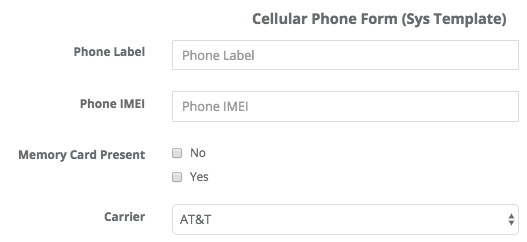 Cellular Phone Form (Sys Template)
Phone Label
Phone Label
Phone IMEI
Phone IMEI
Memory Card Present
No
Yes
Carrier
AT&T